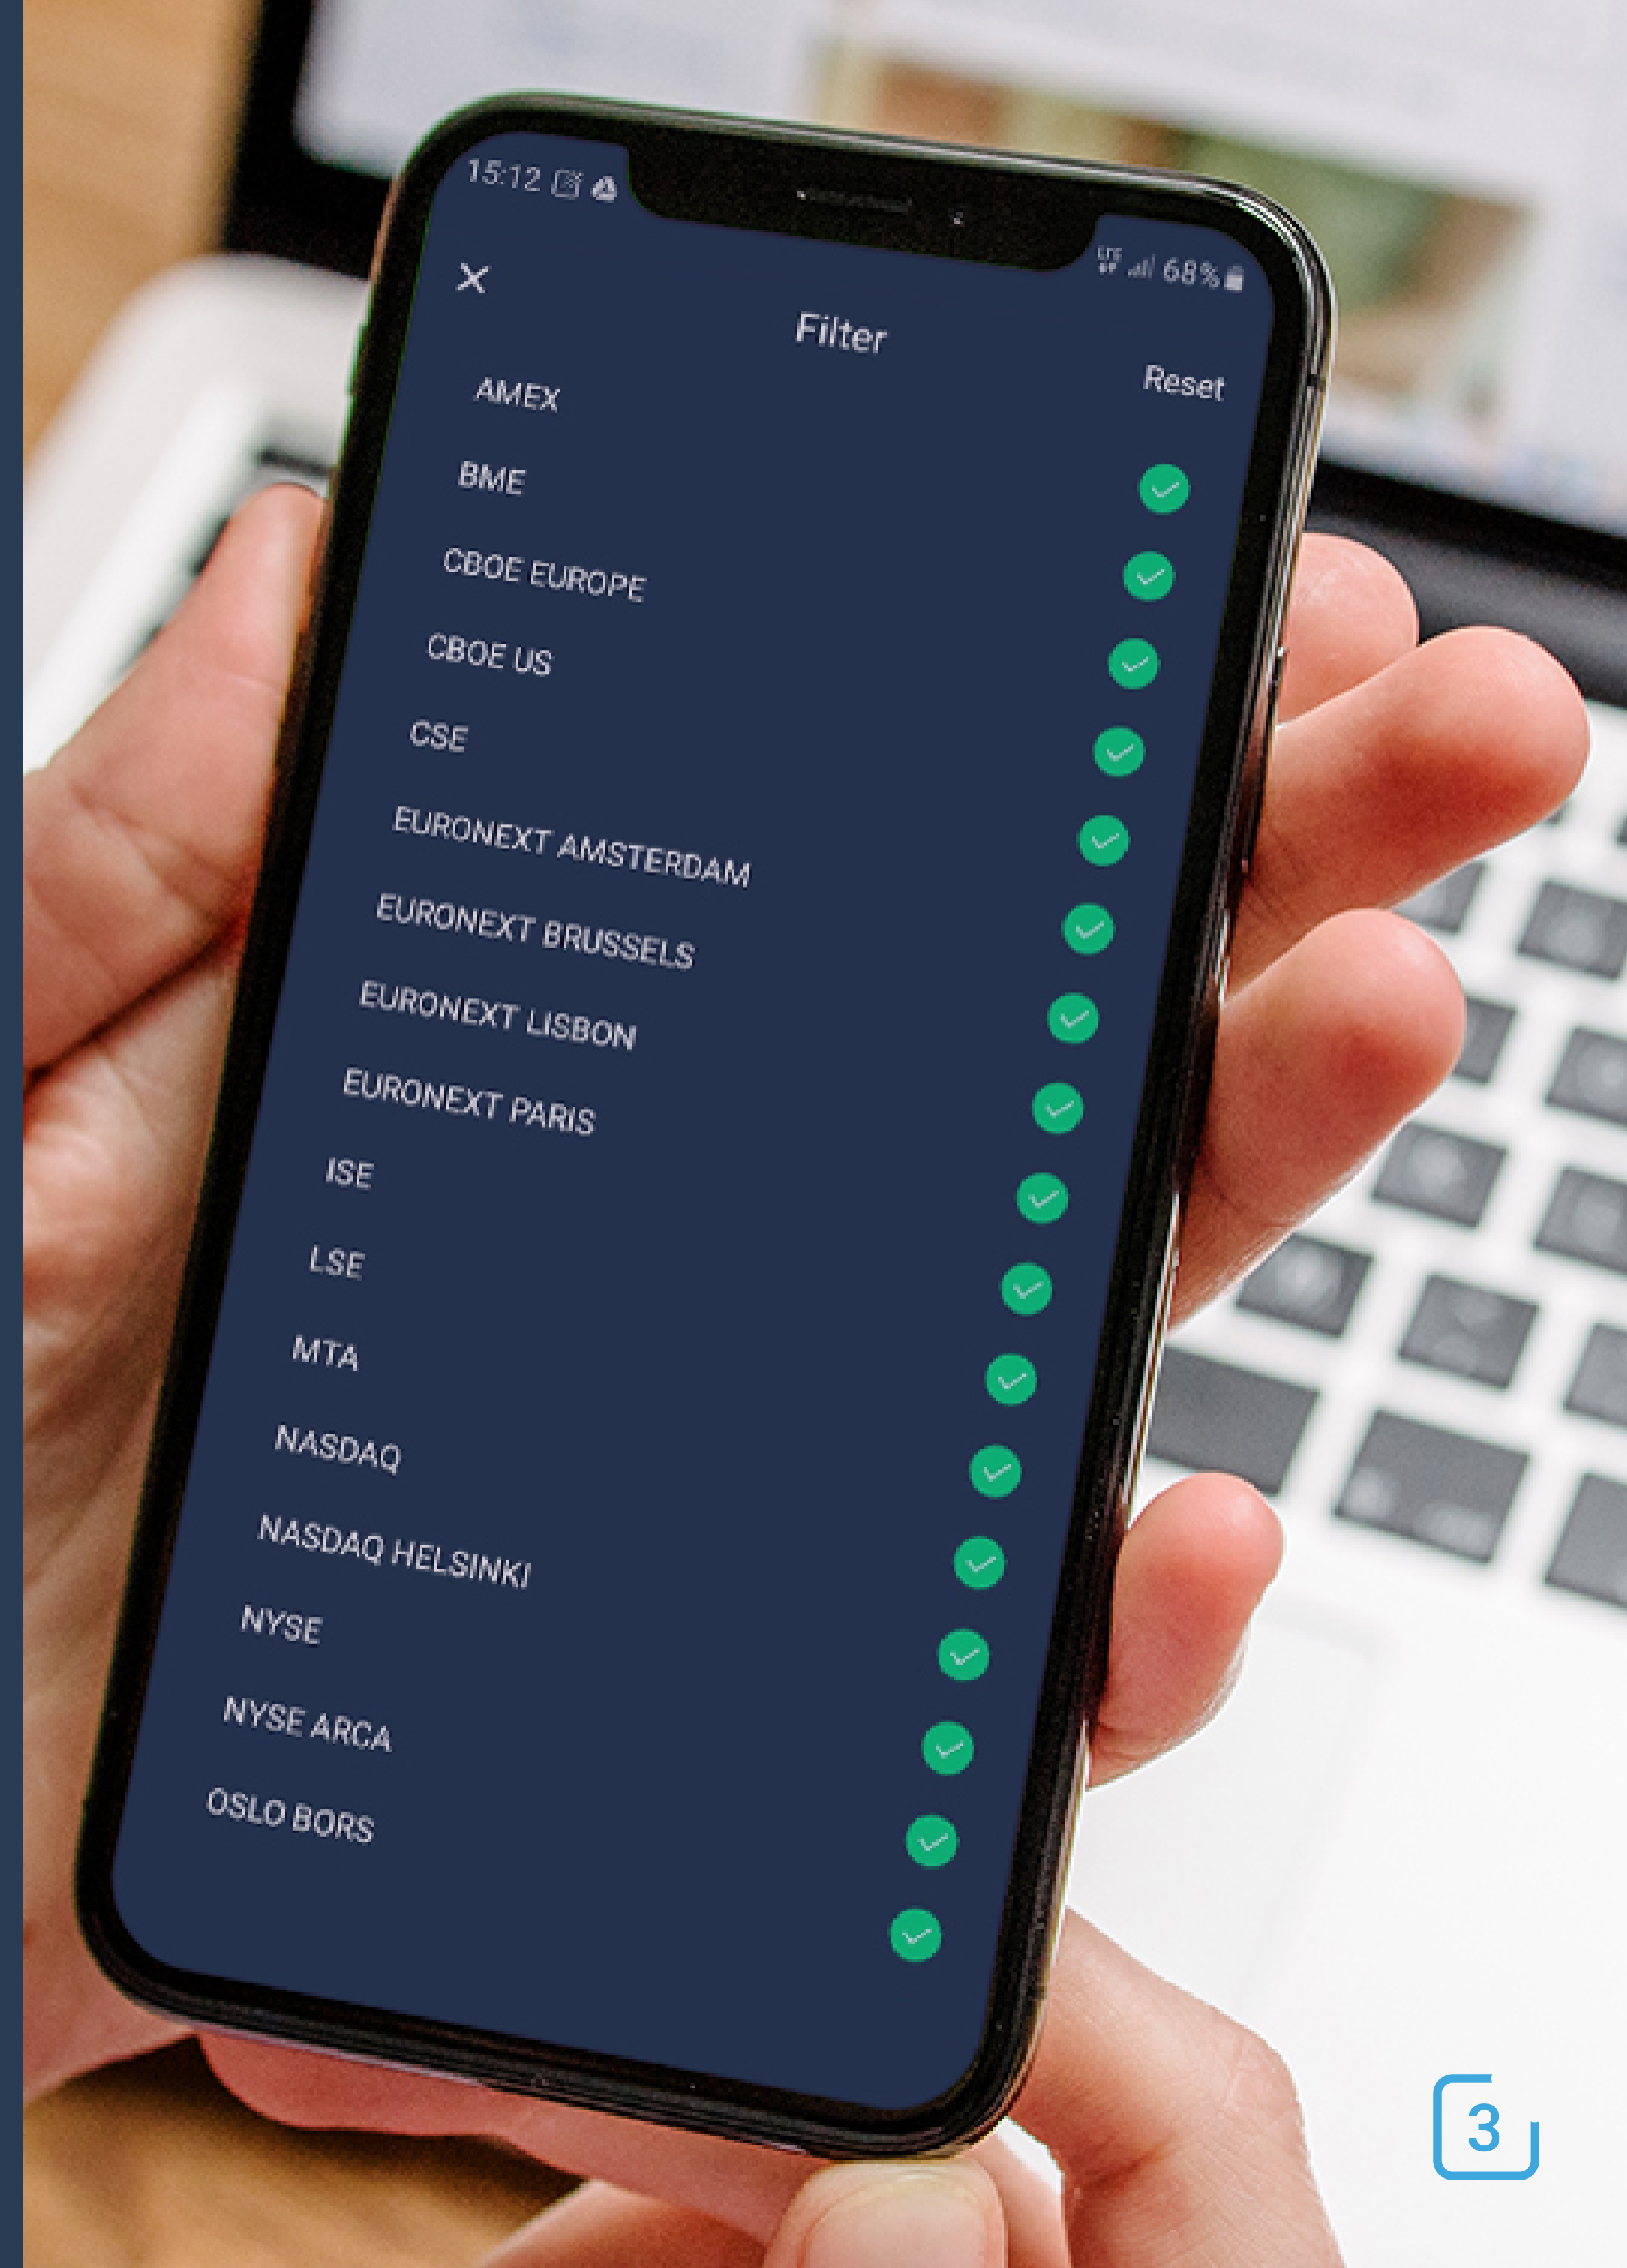 15:12
LTE 68%
Filter
Reset
AMEX
BME
CBOE EUROPE
CBOE US
CSE
EURONEXT AMSTERDAM
EURONEXT BRUSSELS
EURONEXT LISBON
EURONEXT PARIS
ISE
LSE
MTA
NASDAQ
NASDAQ HELSINKI
NYSE
NYSE ARCA
OSLO BORS
3